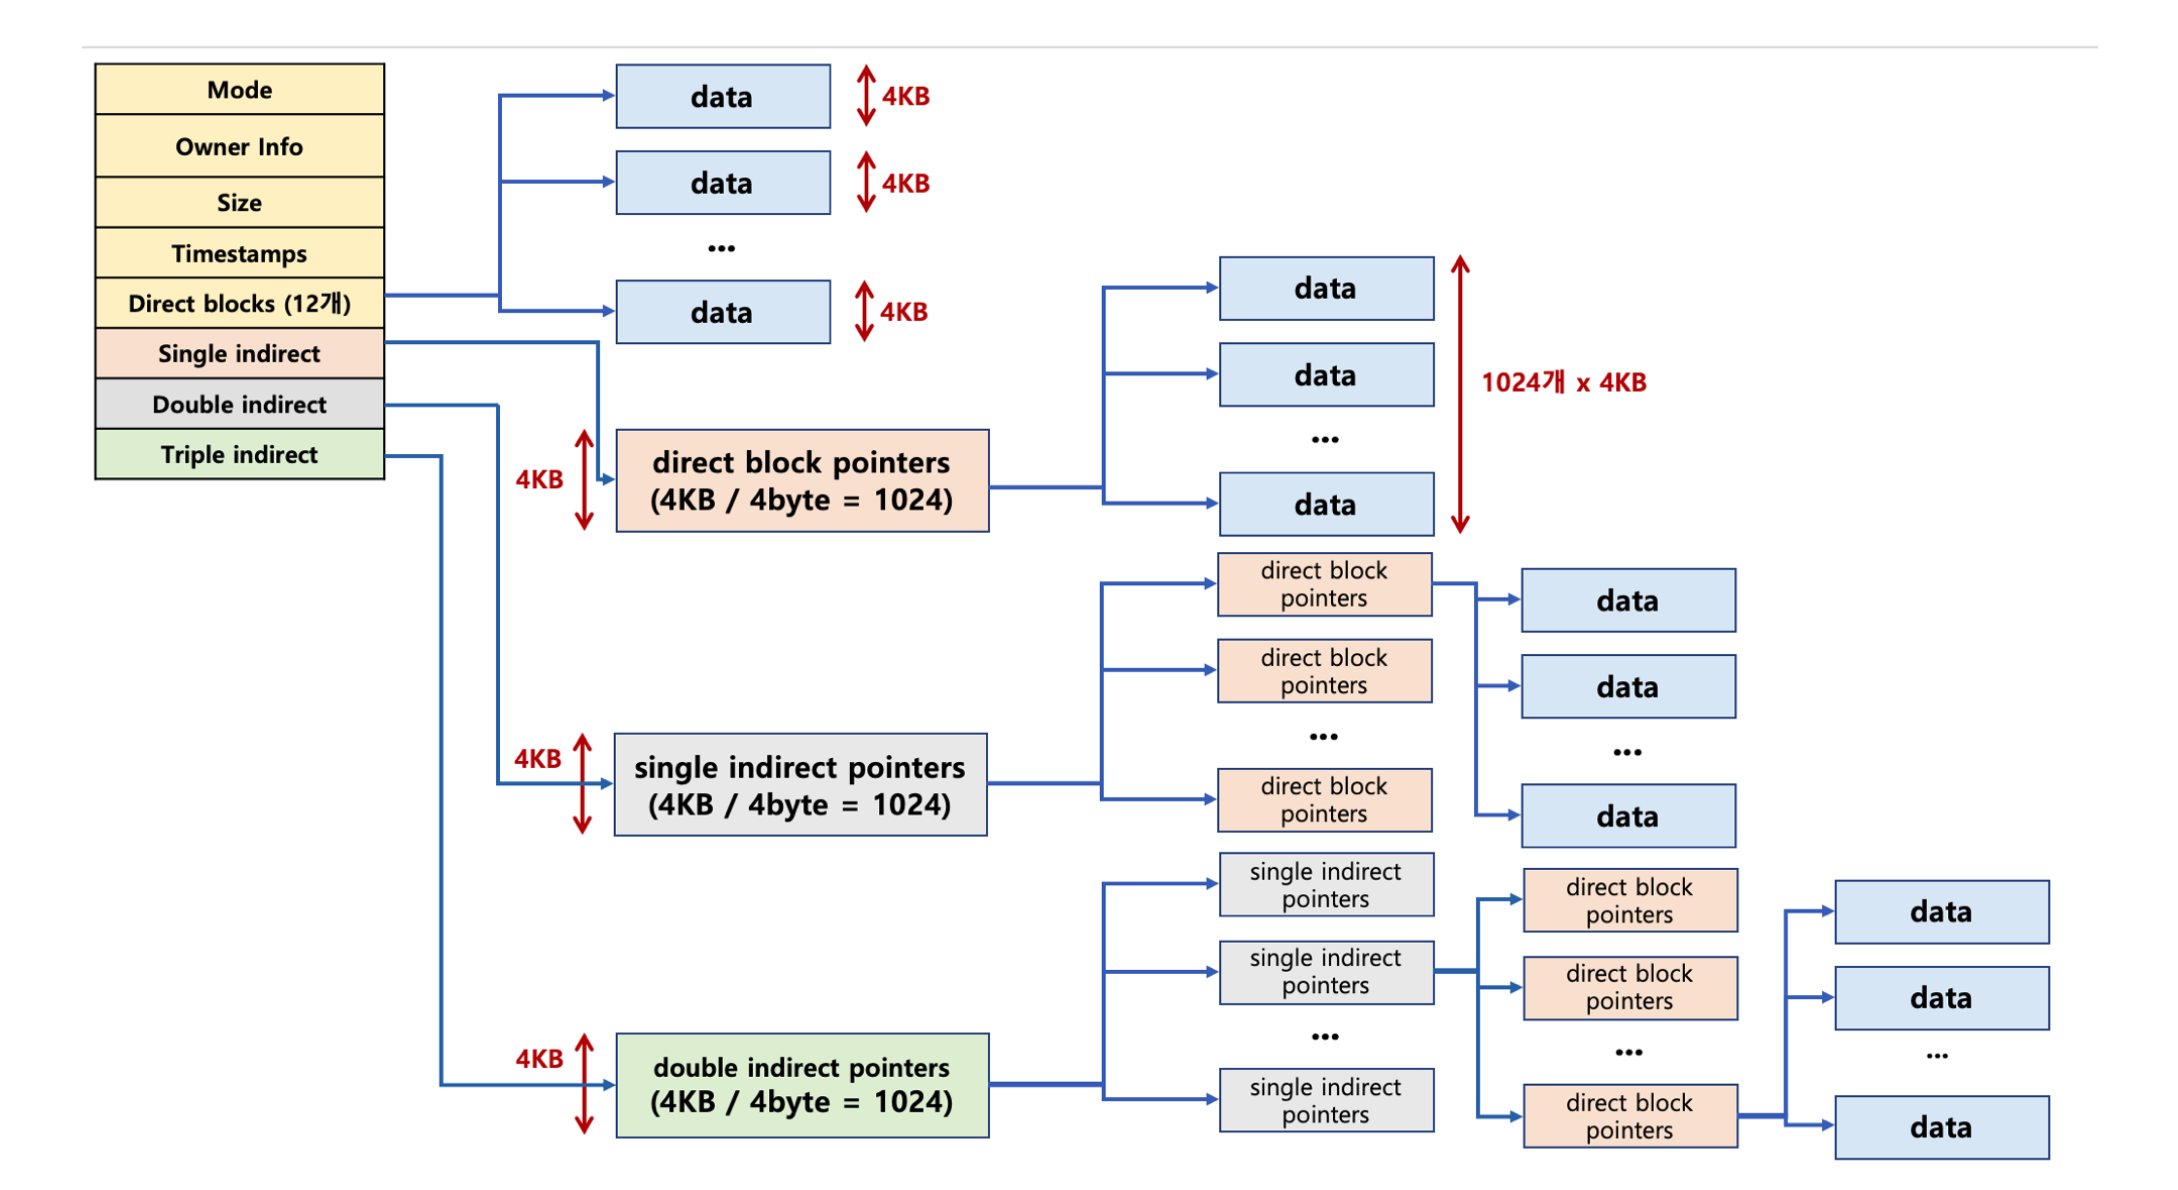 Mode
Owner Info
Size
Timestamps
Direct blocks (12개)
Single indirect
Double indirect
Triple indirect
data
4KB
data
4KB
...
data
4KB
4KB
direct block pointers
(4KB / 4byte = 1024)
data
data
...
data
1024개 x 4KB
4KB
single indirect pointers
(4KB / 4byte = 1024)
direct block
pointers
direct block
pointers
...
direct block
pointers
data
data
...
data
4KB
double indirect pointers
(4KB / 4byte = 1024)
single indirect
pointers
single indirect
pointers
...
single indirect
pointers
direct block
pointers
direct block
pointers
...
direct block
pointers
data
data
...
data